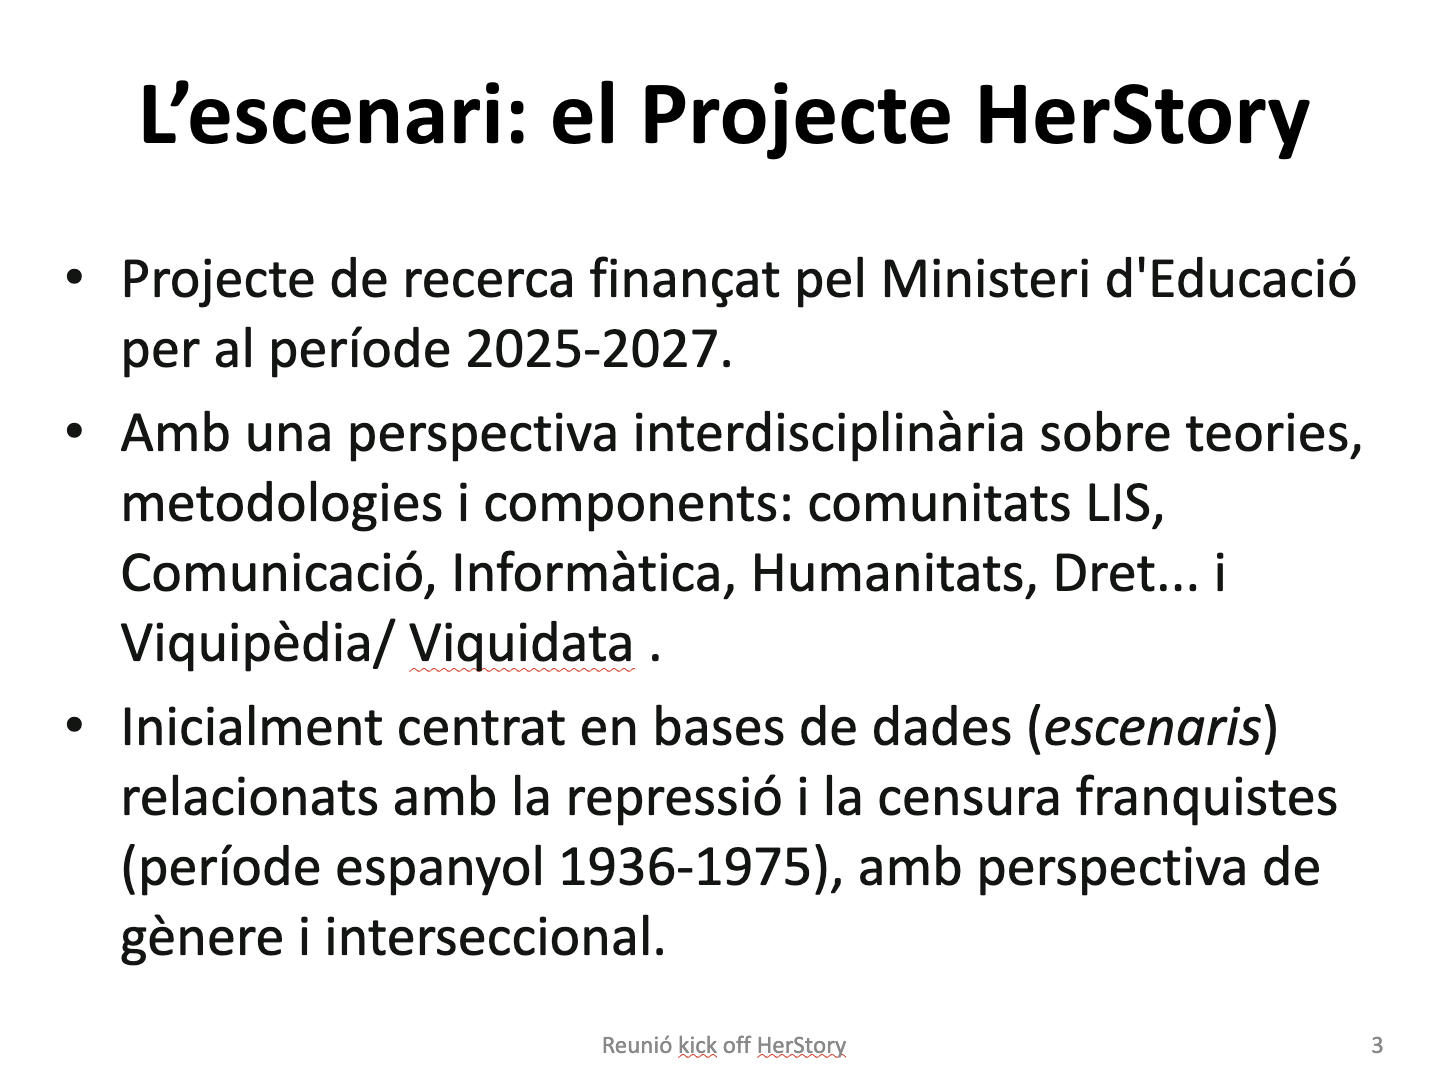 L’escenari: el Projecte HerStory
• Projecte de recerca finançat pel Ministeri d'Educació
per al període 2025-2027.
• Amb una perspectiva interdisciplinària sobre teories,
metodologies i components: comunitats LIS,
Comunicació, Informàtica, Humanitats, Dret... i
Viquipèdia/ Viquidata .
• Inicialment centrat en bases de dades (escenaris)
relacionats amb la repressió i la censura franquistes
(període espanyol 1936-1975), amb perspectiva de
gènere i interseccional.
Reunió kick off HerStory
3